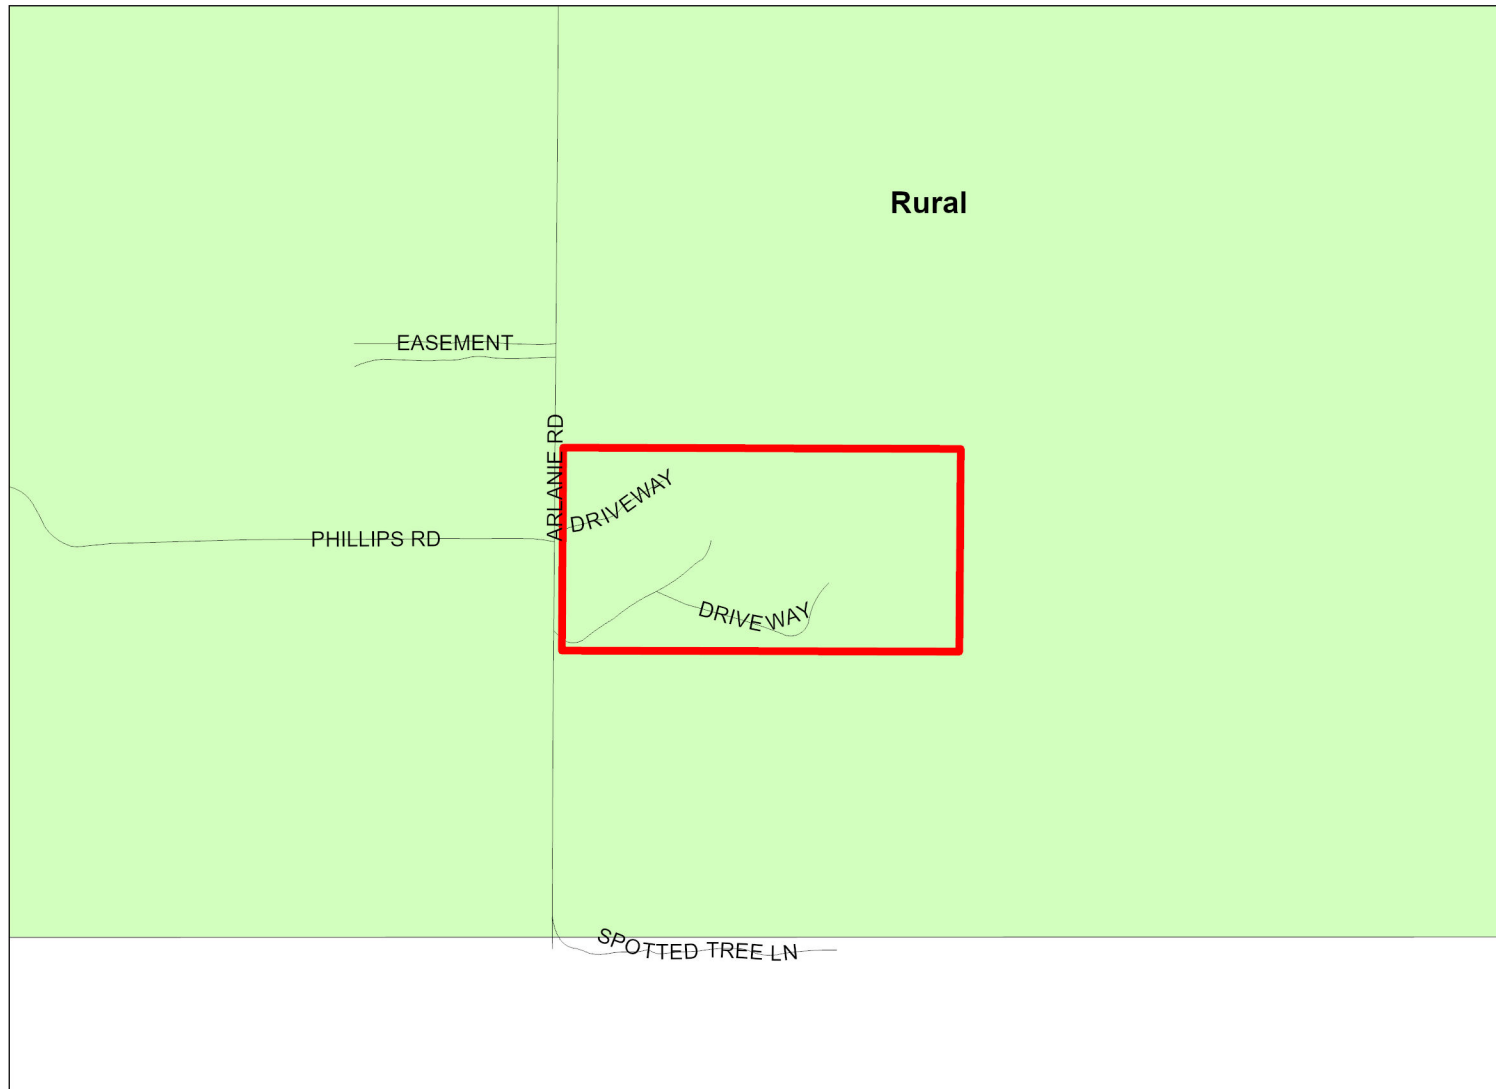 Rural
EASEMENT
ARLANIE RD
DRIVEWAY
PHILLIPS RD
DRIVEWAY
SPOTTED TREE LN